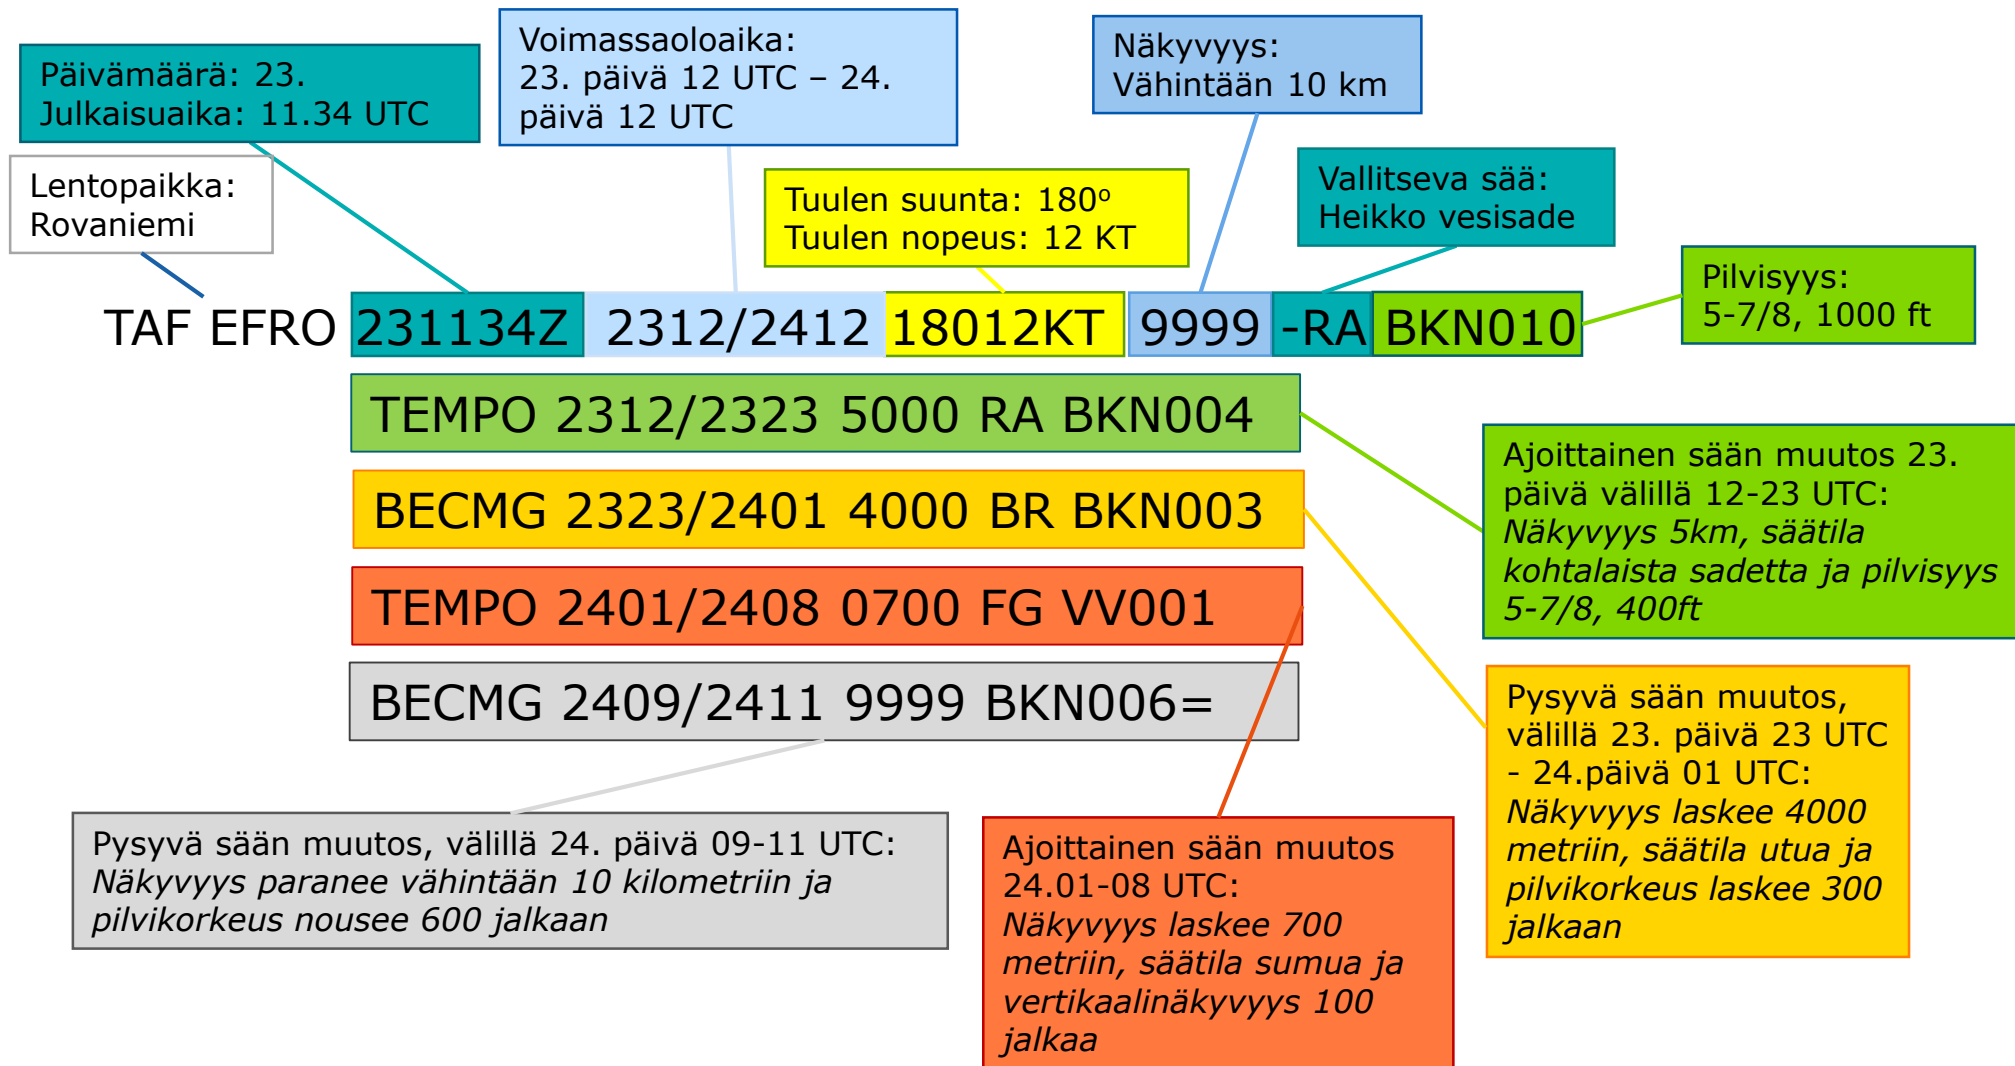 Päivämäärä: 23.
Julkaisuaika: 11.34 UTC
Voimassaoloaika:
23. päivä 12 UTC – 24.
päivä 12 UTC
Näkyvyys:
Vähintään 10 km
Lentopaikka:
Rovaniemi
Tuulen suunta: 180º
Tuulen nopeus: 12 KT
Vallitseva sää:
Heikko vesisade
Pilvisyys:
5-7/8, 1000 ft
TAF EFRO 231134Z 2312/2412 18012KT 9999 -RA BKN010
TEMPO 2312/2323 5000 RA BKN004
BECMG 2323/2401 4000 BR BKN003
TEMPO 2401/2408 0700 FG VV001
BECMG 2409/2411 9999 BKN006=
Ajoittainen sään muutos 23.
päivä välillä 12-23 UTC:
Näkyvyys 5km, säätila
kohtalaista sadetta ja pilvisyys
5-7/8, 400ft
Pysyvä sään muutos,
välillä 23. päivä 23 UTC
- 24.päivä 01 UTC:
Näkyvyys laskee 4000
metriin, säätila utua ja
pilvikorkeus laskee 300
jalkaan
Ajoittainen sään muutos
24.01-08 UTC:
Näkyvyys laskee 700
metriin, säätila sumua ja
vertikaalinäkyvyys 100
jalkaa
Pysyvä sään muutos, välillä 24. päivä 09-11 UTC:
Näkyvyys paranee vähintään 10 kilometriin ja
pilvikorkeus nousee 600 jalkaan